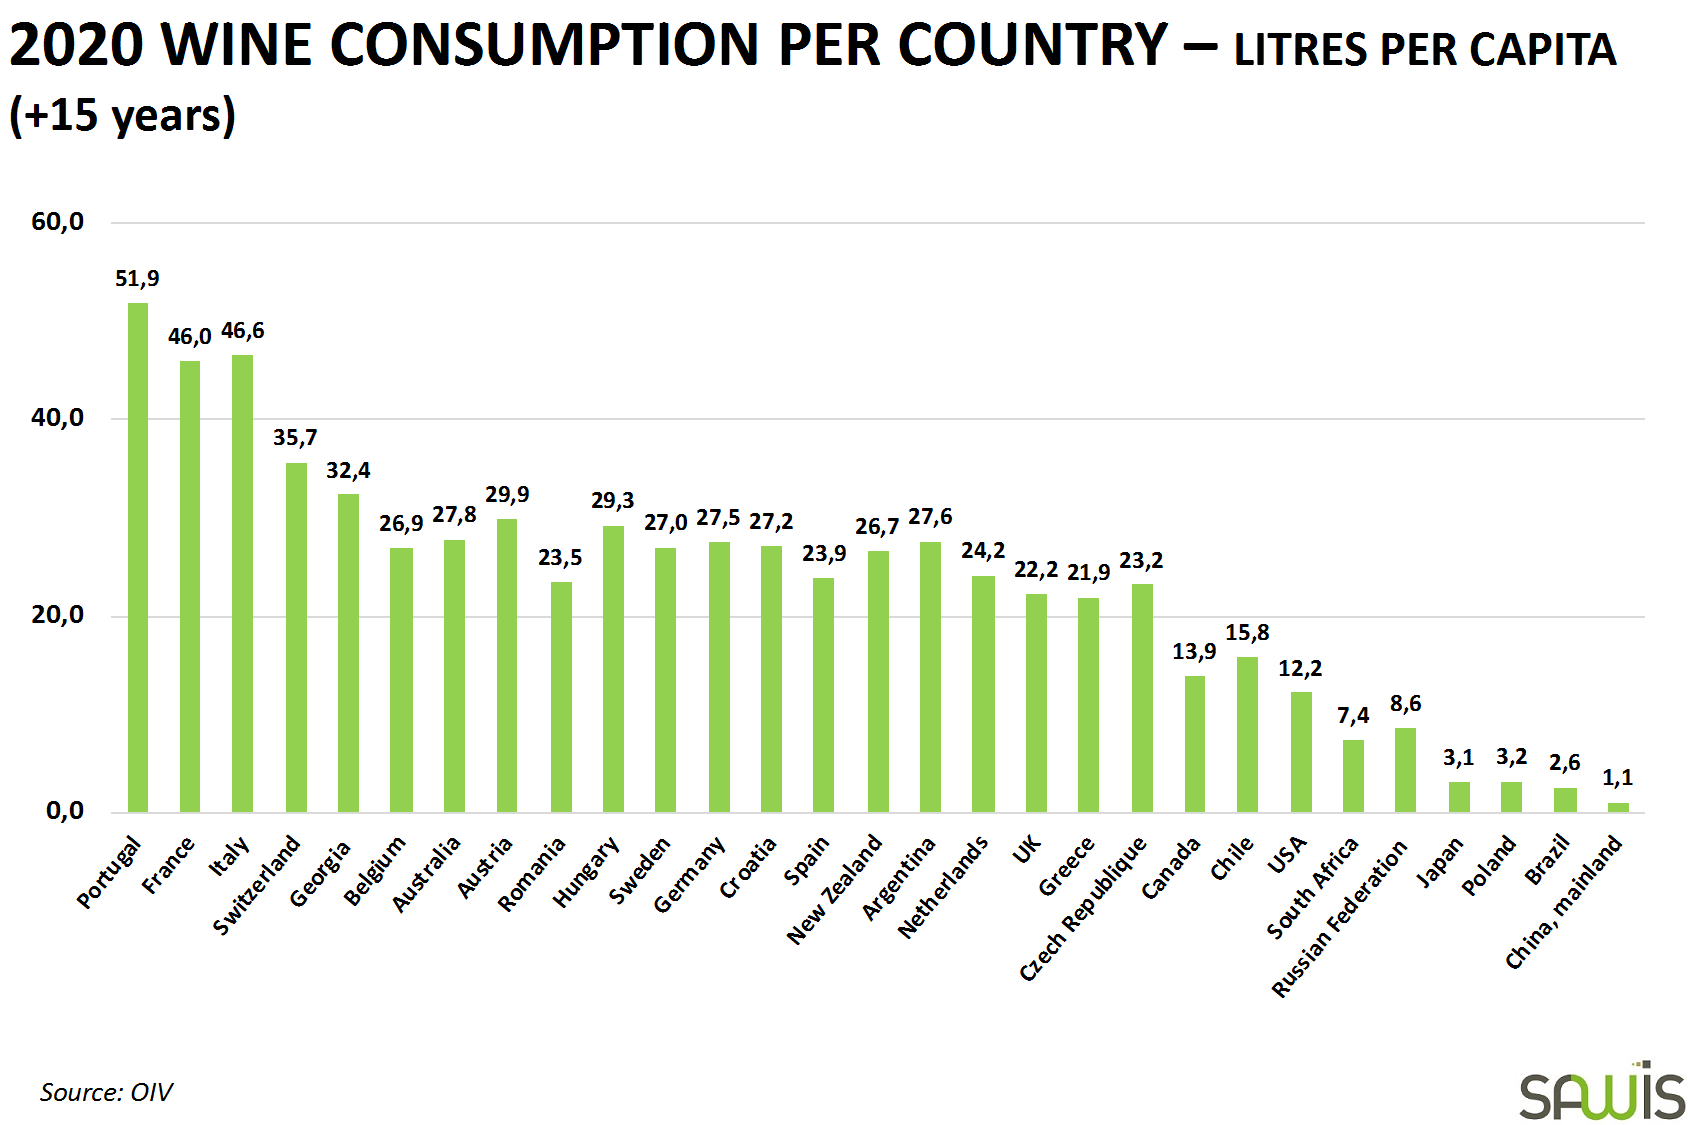 2020 WINE CONSUMPTION PER COUNTRY – LITRES PER CAPITA
(+15 years)
60,0
40,0
20,0
0,0
51,9
46,0
46,6
35,7
32,4
26,9
27,8
29,9
23,5
29,3
27,0
27,5
27,2
23,9
26,7
27,6
24,2
22,2
21,9
23,2
13,9
15,8
12,2
7,4
8,6
3,1
3,2
2,6
1,1
Portugal
France
Italy
Switzerland
Georgia
Belgium
Australia
Austria
Romania
Hungary
Sweden
Germany
Croatia
Spain
New Zealand
Argentina
Netherlands
UK
Greece
Czech Republique
Canada
Chile
USA
South Africa
Russian Federation
Japan
Poland
Brazil
China, mainland
Source: OIV
SAWIS